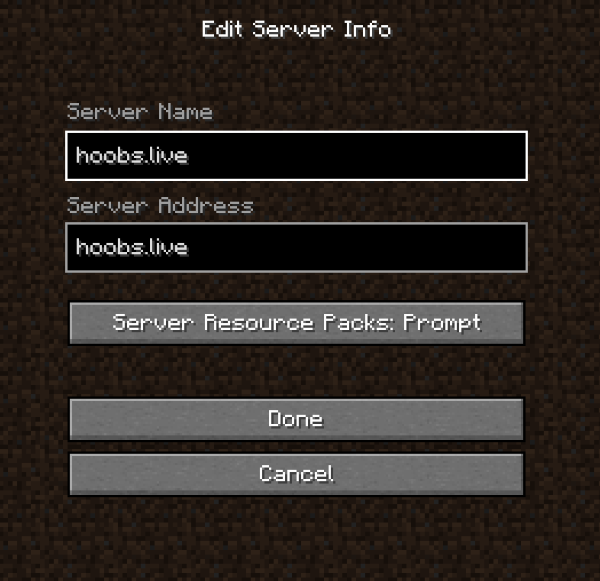 Edit Server Info
Server Name
hoobs.live
Server Address
hoobs.live
Server Resource Packs: Prompt
Done
Cancel